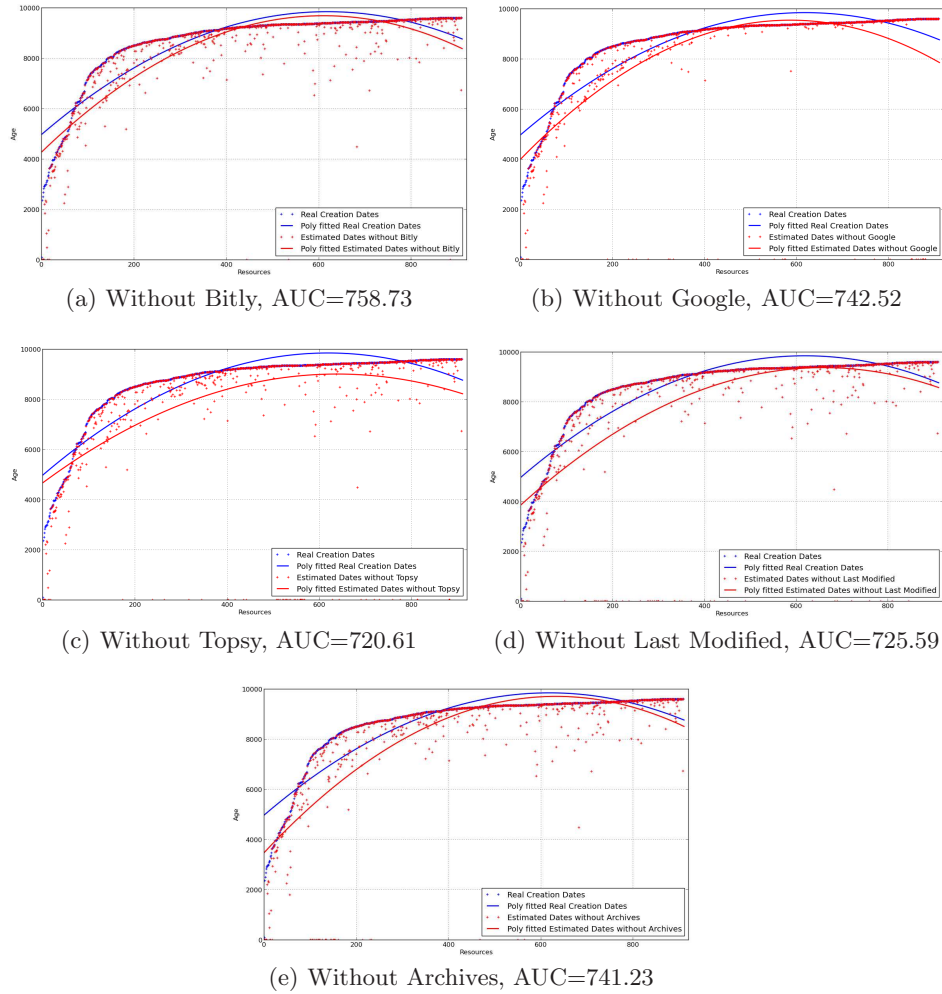 10000
8000
6000
4000
2000
0
Age
0 200 400 600 800
Resources
Real Creation Dates
Poly fitted Real Creation Dates
Estimated Dates without Bitly
Poly fitted Estimated Dates without Bitly
(a) Without Bitly, AUC=758.73
10000
8000
6000
4000
2000
0
Age
0 200 400 600 800
Resources
Real Creation Dates
Poly fitted Real Creation Dates
Estimated Dates without Google
Poly fitted Estimated Dates without Google
(b) Without Google, AUC=742.52
10000
8000
6000
4000
2000
0
Age
0 200 400 600 800
Resources
Real Creation Dates
Poly fitted Real Creation Dates
Estimated Dates without Topsy
Poly fitted Estimated Dates without Topsy
(c) Without Topsy, AUC=720.61
10000
8000
6000
4000
2000
0
Age
0 200 400 600 800
Resources
Real Creation Dates
Poly fitted Real Creation Dates
Estimated Dates without Last Modified
Poly fitted Estimated Dates without Last Modified
(d) Without Last Modified, AUC=725.59
10000
8000
6000
4000
2000
0
Age
0 200 400 600 800
Resources
Real Creation Dates
Poly fitted Real Creation Dates
Estimated Dates without Archives
Poly fitted Estimated Dates without Archives
(e) Without Archives, AUC=741.23